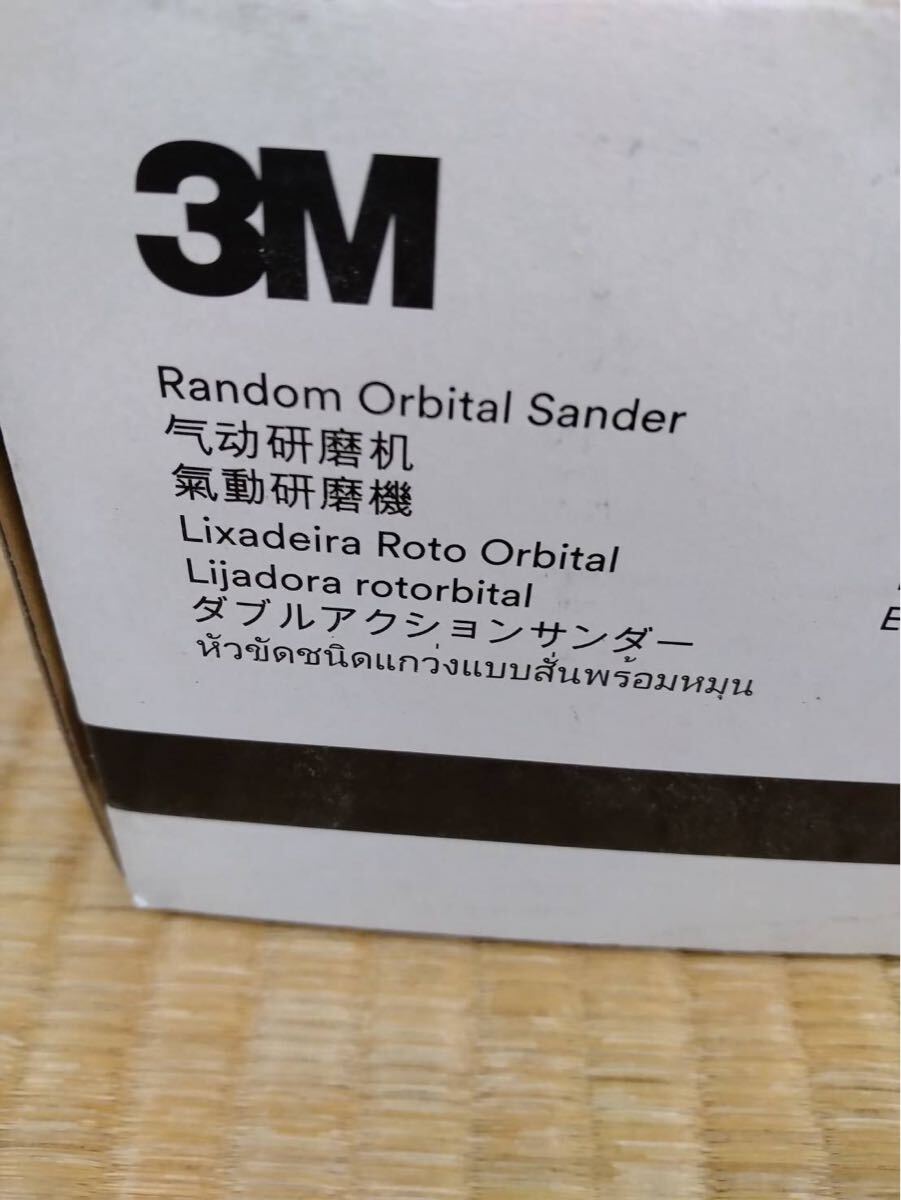 3M
Random Orbital Sander
气动研磨机
氣動研磨機
Lixadeira Roto Orbital
Lijadora rotorbital
ダブルアクションサンダー
หัวขัดชนิดแกว่งแบบสั่นพร้อมหมุน